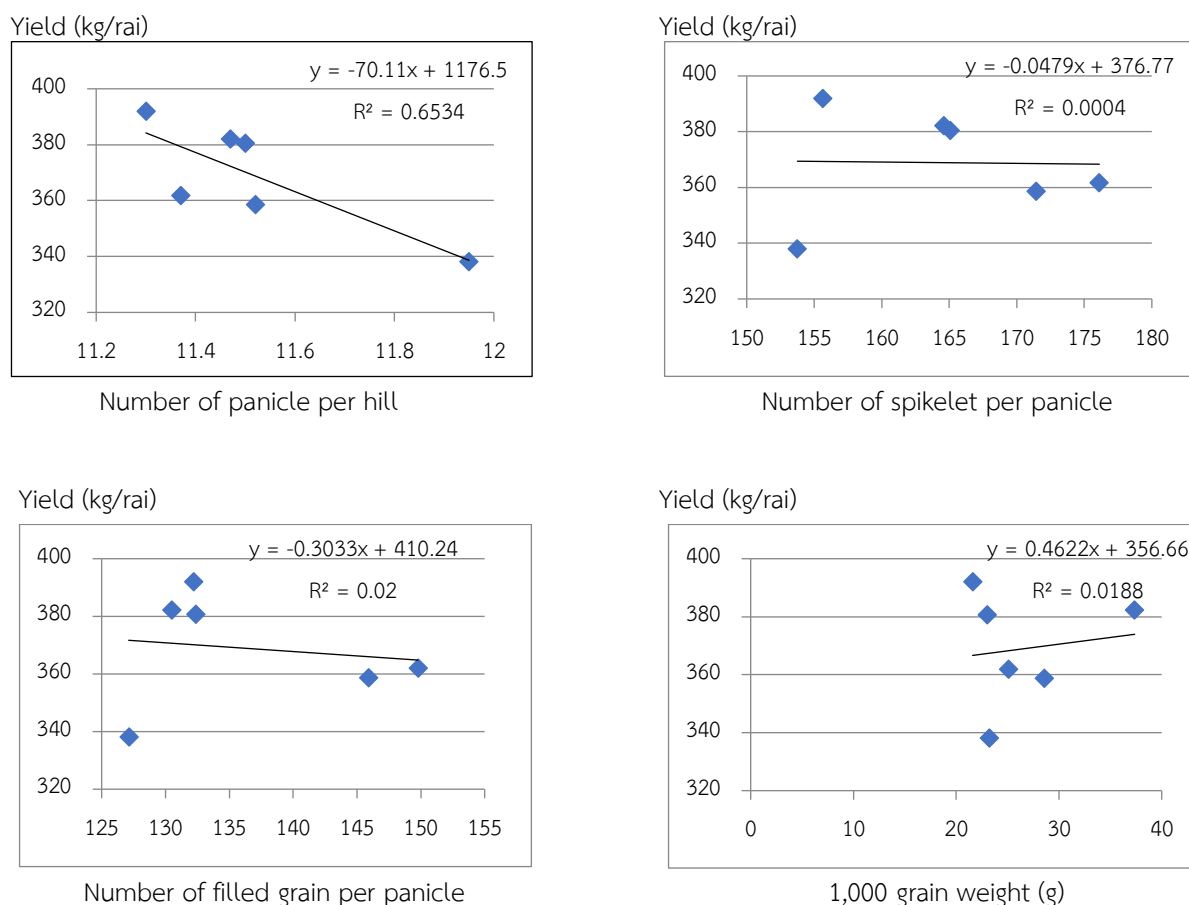 Yield (kg/rai)
y = -70.11x + 1176.5
R² = 0.6534
400
380
360
340
320
11.2 11.4 11.6 11.8 12
Number of panicle per hill
Yield (kg/rai)
y = -0.0479x + 376.77
R² = 0.0004
400
380
360
340
320
150 155 160 165 170 175 180
Number of spikelet per panicle
Yield (kg/rai)
y = -0.3033x + 410.24
R² = 0.02
400
380
360
340
320
125 130 135 140 145 150 155
Number of filled grain per panicle
Yield (kg/rai)
y = 0.4622x + 356.66
R² = 0.0188
400
380
360
340
320
0 10 20 30 40
1,000 grain weight (g)